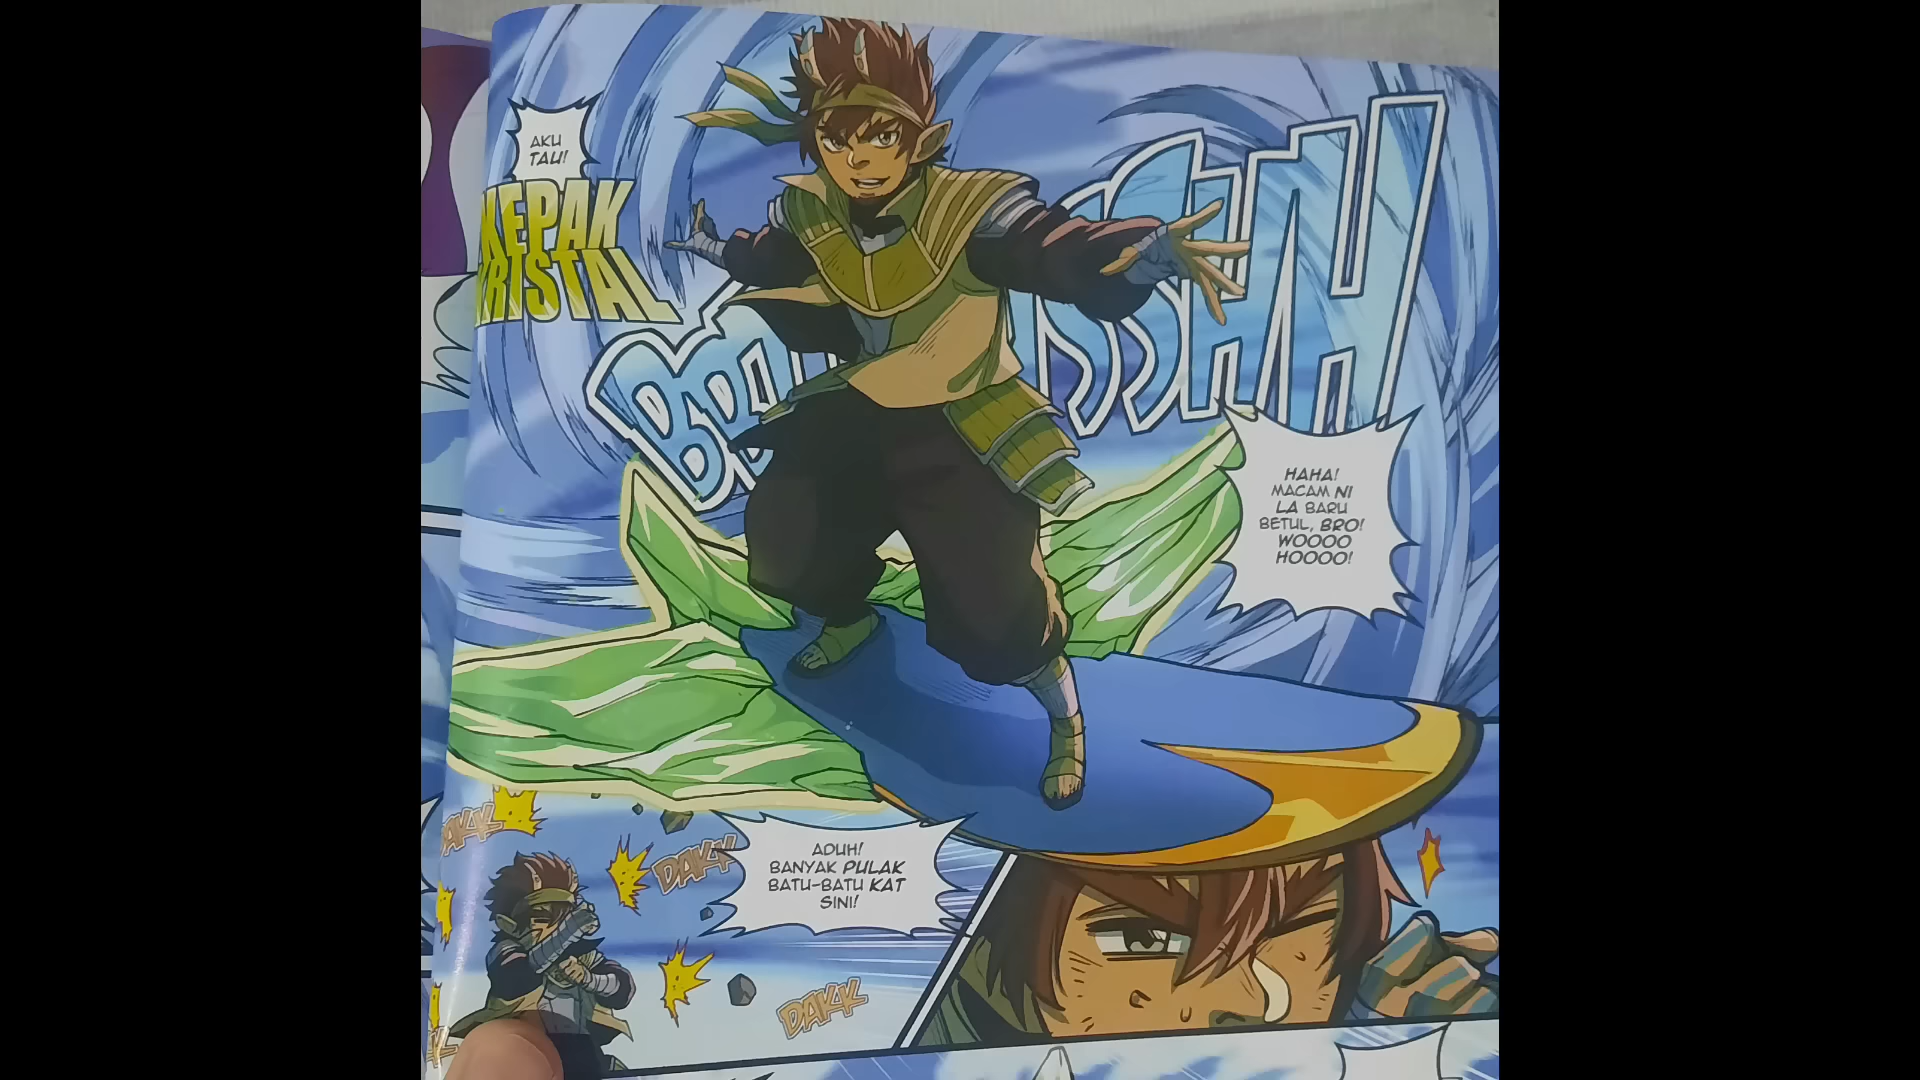 AKU
TAU!
KEPAK
KRISTAL
HAHA!
MACAM NI
LA BARU
BETUL, BRO!
WOOOO
HOOOO!
DAKK
DAKK
ADUH!
BANYAK PULAK
BATU-BATU KAT
SINI!
DAKK